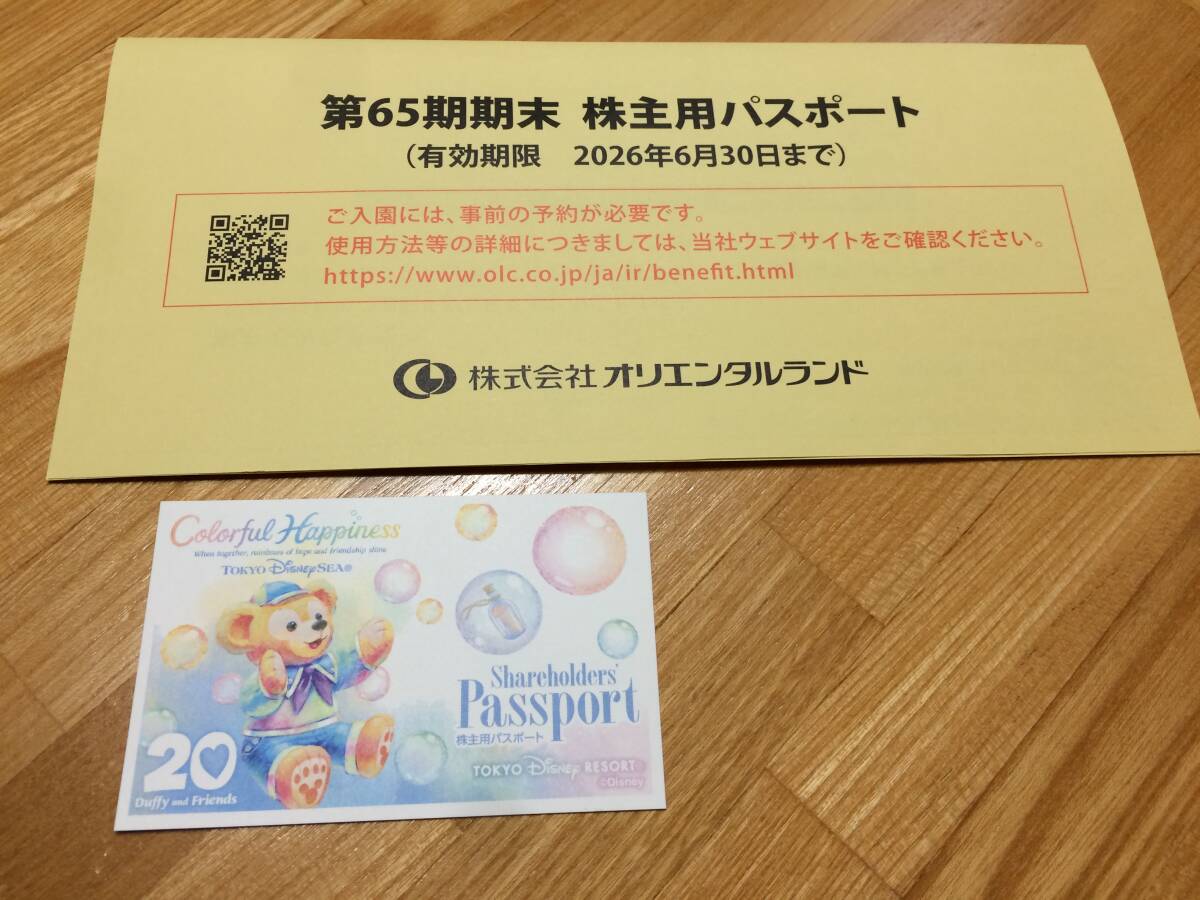 第65期期末 株主用パスポート
（有効期限　2026年6月30日まで）
ご入園には、事前の予約が必要です。
使用方法等の詳細につきましては、当社ウェブサイトをご確認ください。
https://www.olc.co.jp/ja/ir/benefit.html
株式会社オリエンタルランド
Colorful Happiness
When together, rainbows of hope and friendship shine
TOKYO DISNEYSEA®
Shareholders'
Passport
株主用パスポート
20
Duffy and Friends
TOKYO DISNEY RESORT
©Disney